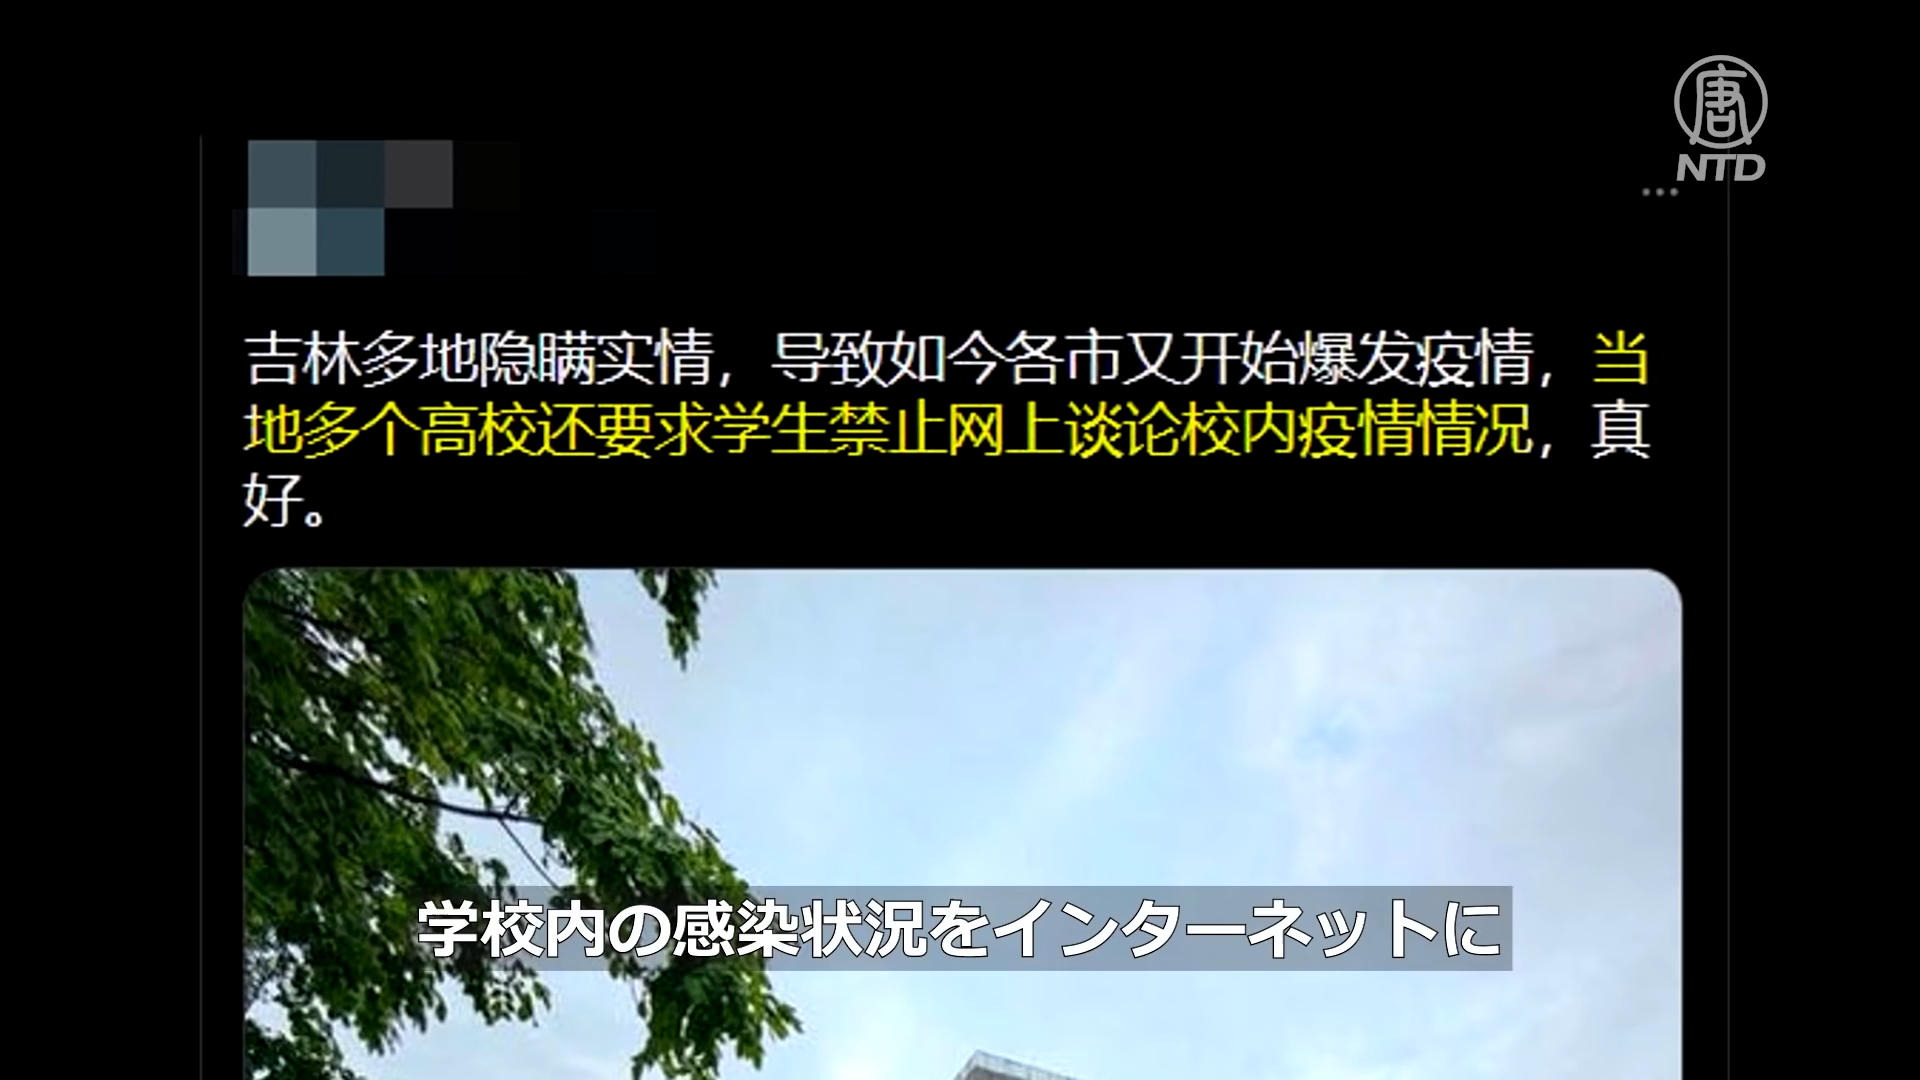 唐
NTD
吉林多地隐瞒实情，导致如今各市又开始爆发疫情，当
地多个高校还要求学生禁止网上谈论校内疫情情况，真
好。
学校内の感染状況をインターネットに